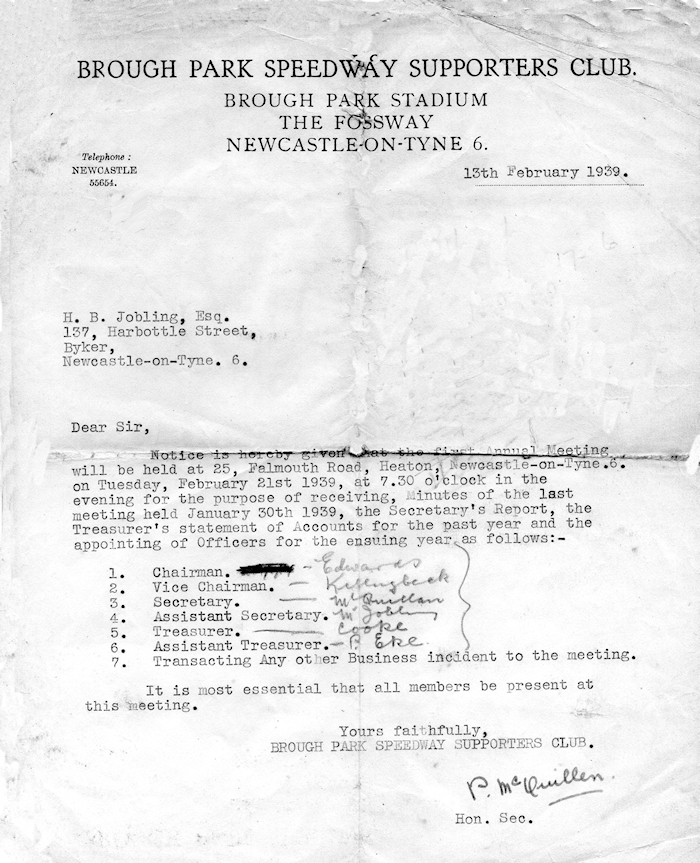 BROUGH PARK SPEEDWAY SUPPORTERS CLUB.
BROUGH PARK STADIUM
THE FOSSWAY
NEWCASTLE-ON-TYNE 6.
Telephone :
NEWCASTLE
55654.
13th February 1939.
H. B. Jobling, Esq.
137, Harbottle Street,
Byker,
Newcastle-on-Tyne. 6.
Dear Sir,
Notice is hereby given that the first Annual Meeting
will be held at 25, Falmouth Road, Heaton, Newcastle-on-Tyne.6.
on Tuesday, February 21st 1939, at 7.30 o'clock in the
evening for the purpose of receiving, Minutes of the last
meeting held January 30th 1939, the Secretary's Report, the
Treasurer's statement of Accounts for the past year and the
appointing of Officers for the ensuing year as follows:-
1. Chairman. - Edwards
2. Vice Chairman. - Killingbeck
3. Secretary. - McQuillan
4. Assistant Secretary. Mr Jobling
5. Treasurer. - Cooke
6. Assistant Treasurer. - P. Eke.
7. Transacting Any other Business incident to the meeting.
It is most essential that all members be present at
this meeting.
Yours faithfully,
BROUGH PARK SPEEDWAY SUPPORTERS CLUB.
P. McQuillen.
Hon. Sec.